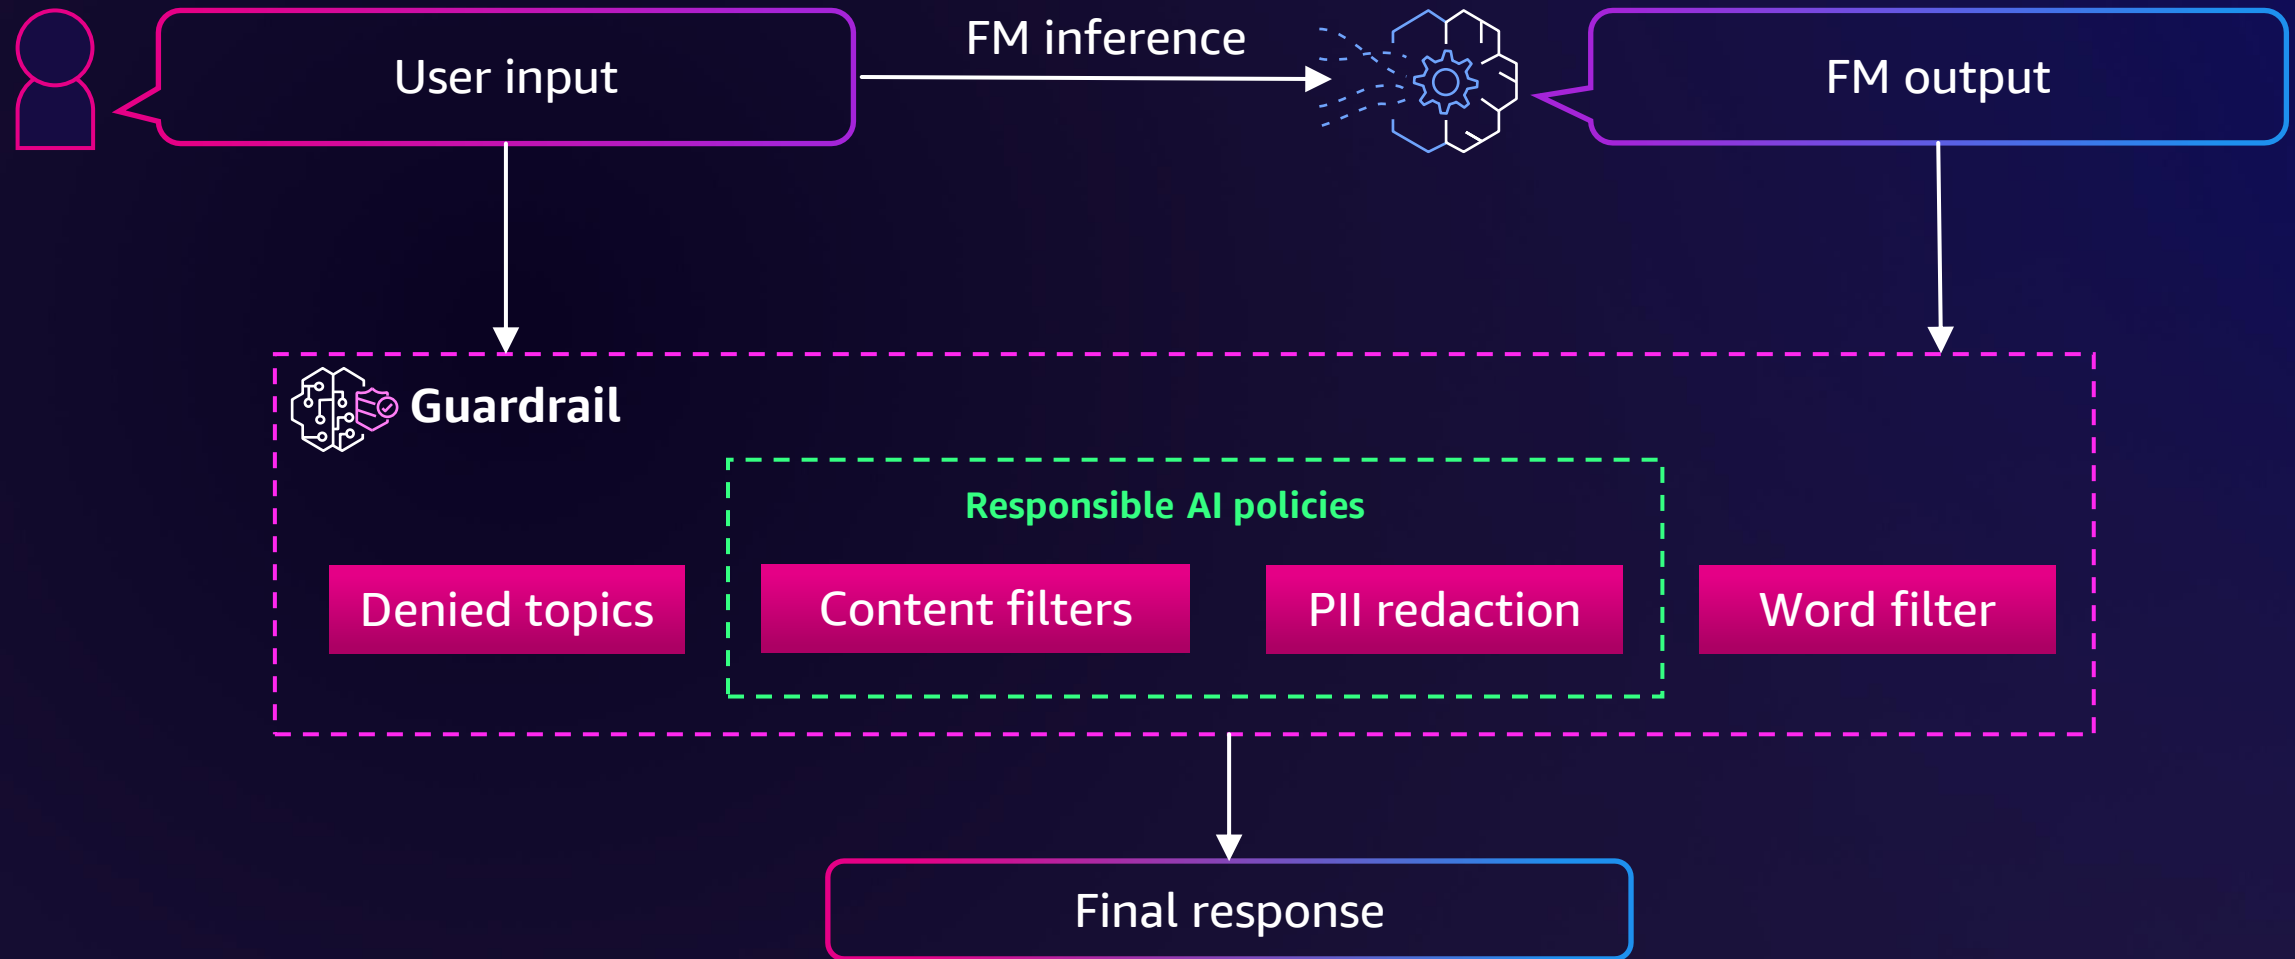 User input
FM inference
FM output
Guardrail
Responsible AI policies
Denied topics
Content filters
PII redaction
Word filter
Final response